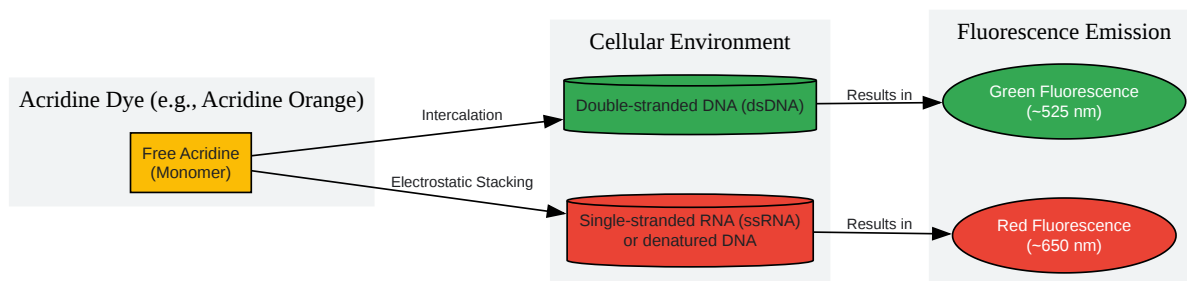 Acridine Dye (e.g., Acridine Orange)
Free Acridine
(Monomer)
Intercalation
Electrostatic Stacking
Cellular Environment
Double-stranded DNA (dsDNA)
Single-stranded RNA (ssRNA)
or denatured DNA
Results in
Results in
Fluorescence Emission
Green Fluorescence
(~525 nm)
Red Fluorescence
(~650 nm)